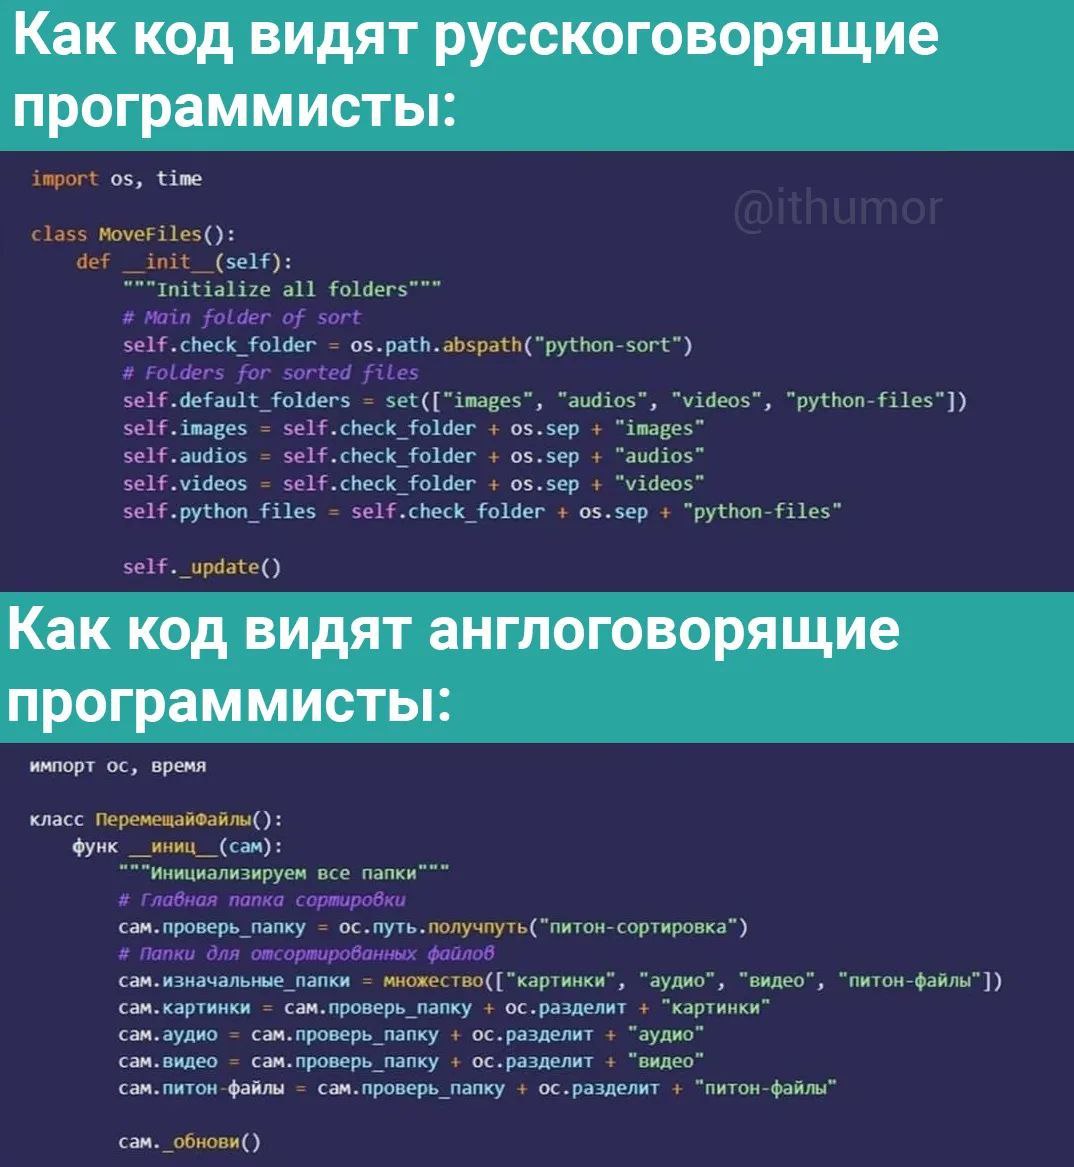 Как код видят русскоговорящие
программисты:
import os, time
@ithumor
class MoveFiles():
def __init__(self):
"""Initialize all folders"""
# Main folder of sort
self.check_folder = os.path.abspath("python-sort")
# Folders for sorted files
self.default_folders = set(["images", "audios", "videos", "python-files"])
self.images = self.check_folder + os.sep + "images"
self.audios = self.check_folder + os.sep + "audios"
self.videos = self.check_folder + os.sep + "videos"
self.python_files = self.check_folder + os.sep + "python-files"
self._update()
Как код видят англоговорящие
программисты:
импорт ос, время
класс ПеремещайФайлы():
функ __иниц__(сам):
"""Инициализируем все папки"""
# Главная папка сортировки
сам.проверь_папку = ос.путь.получпуть("питон-сортировка")
# Папки для отсортированных файлов
сам.изначальные_папки = множество(["картинки", "аудио", "видео", "питон-файлы"])
сам.картинки = сам.проверь_папку + ос.разделит + "картинки"
сам.аудио = сам.проверь_папку + ос.разделит + "аудио"
сам.видео = сам.проверь_папку + ос.разделит + "видео"
сам.питон-файлы = сам.проверь_папку + ос.разделит + "питон-файлы"
сам._обнови()